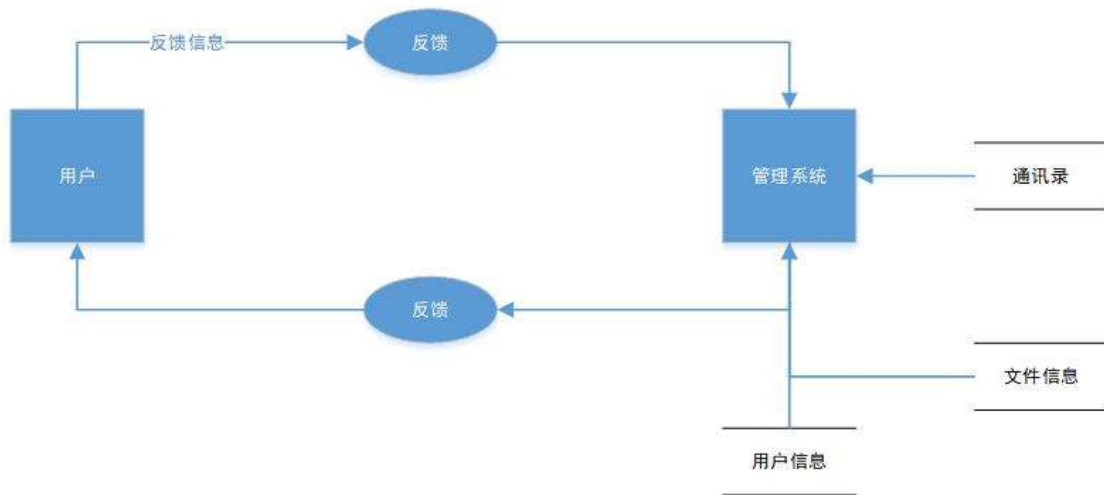 反馈信息
反馈
用户
管理系统
通讯录
反馈
文件信息
用户信息